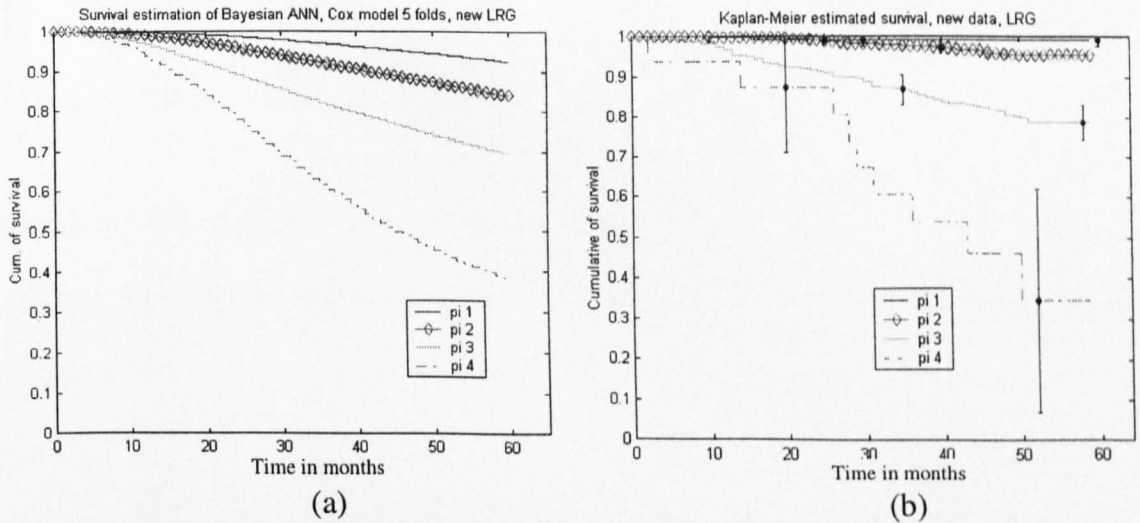 Survival estimation of Bayesian ANN, Cox model 5 folds, new LRG
1
0.9
0.8
0.7
0.6
0.5
0.4
0.3
0.2
0.1
0
Cum. of survival
pi 1
pi 2
pi 3
pi 4
0 10 20 30 40 50 60
Time in months
(a)
Kaplan-Meier estimated survival, new data, LRG
1
0.9
0.8
0.7
0.6
0.5
0.4
0.3
0.2
0.1
0
Cumulative of survival
pi 1
pi 2
pi 3
pi 4
0 10 20 30 40 50 60
Time in months
(b)